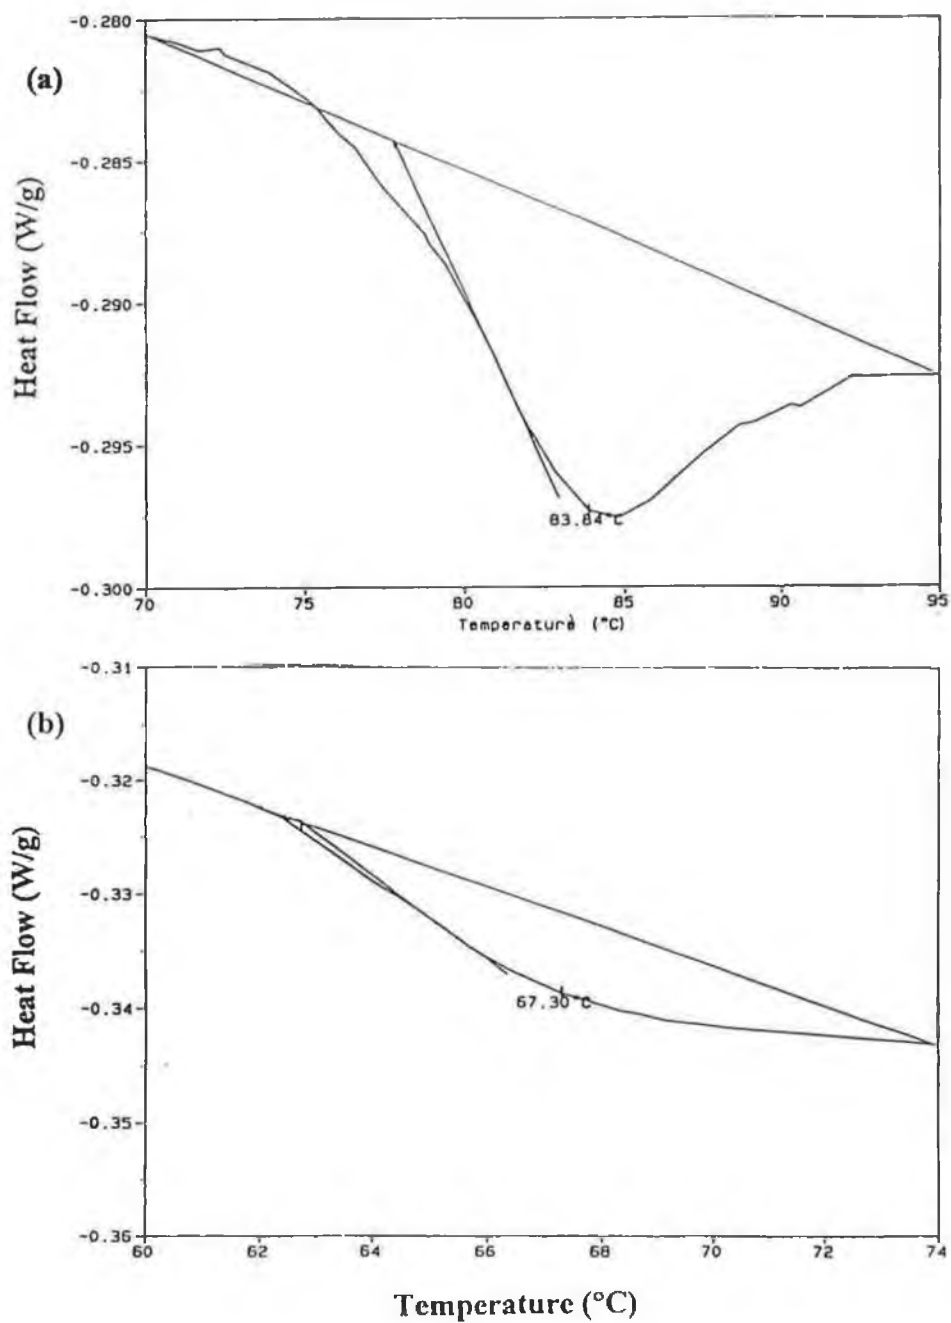 (a)
Heat Flow (W/g)
-0.280
-0.285
-0.290
-0.295
-0.300
83.84°C
70 75 80 85 90 95
Temperature (°C)
(b)
Heat Flow (W/g)
-0.31
-0.32
-0.33
-0.34
-0.35
-0.36
67.30°C
60 62 64 66 68 70 72 74
Temperature (°C)